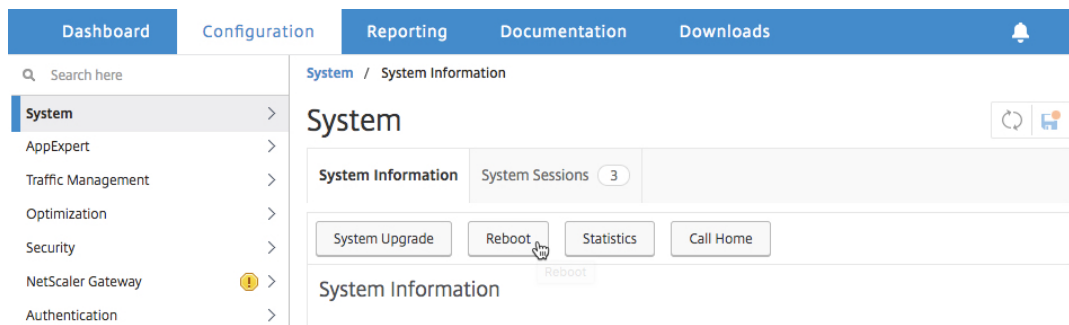 Dashboard Configuration Reporting Documentation Downloads
Search here
System
AppExpert
Traffic Management
Optimization
Security
NetScaler Gateway
Authentication
System / System Information
System
System Information System Sessions 3
System Upgrade Reboot Statistics Call Home
Reboot
System Information